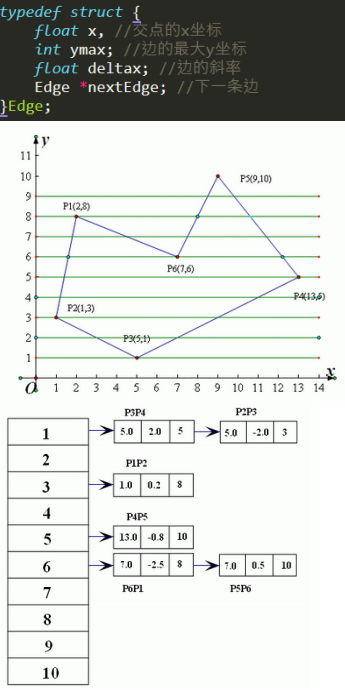 typedef struct {
float x, //交点的x坐标
int ymax; //边的最大y坐标
float deltax; //边的斜率
Edge *nextEdge; //下一条边
}Edge;
y
11
10
9
8
7
6
5
4
3
2
1
P5(9,10)
P1(2,8)
P6(7,6)
P4(13,5)
P2(1,3)
P3(5,1)
O 1 2 3 4 5 6 7 8 9 10 11 12 13 14 x
P3P4 P2P3
1 5.0 2.0 5 5.0 -2.0 3
2
P1P2
3 1.0 0.2 8
4
P4P5
5 13.0 -0.8 10
6 7.0 -2.5 8 7.0 0.5 10
P6P1 P5P6
7
8
9
10